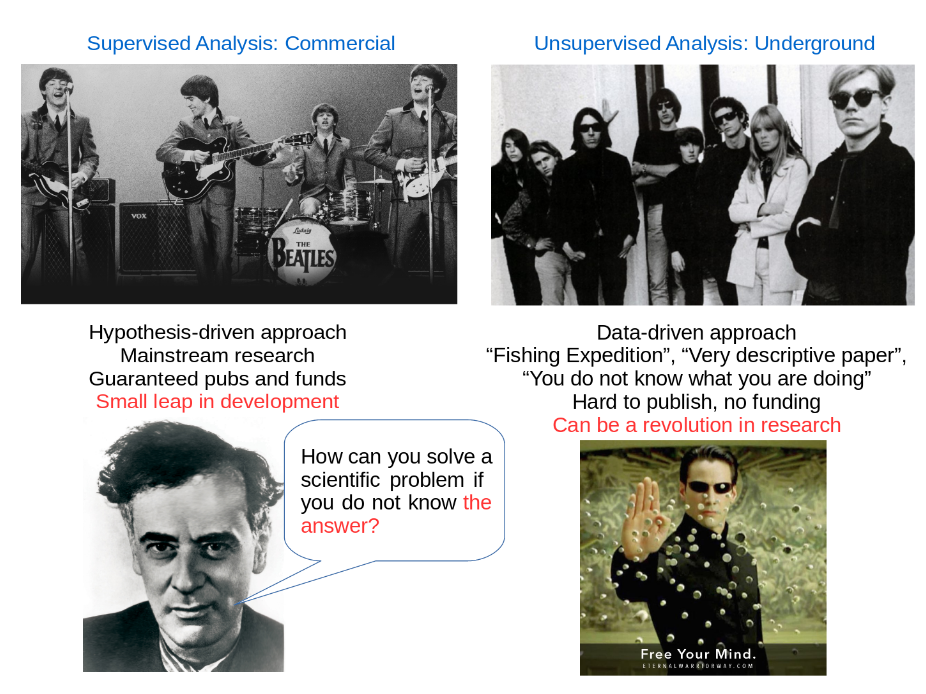 Supervised Analysis: Commercial
Unsupervised Analysis: Underground
VOX
Ludwig
THE
BEATLES
Hypothesis-driven approach
Mainstream research
Guaranteed pubs and funds
Small leap in development
Data-driven approach
“Fishing Expedition”, “Very descriptive paper”,
“You do not know what you are doing”
Hard to publish, no funding
Can be a revolution in research
How can you solve a
scientific problem if
you do not know the
answer?
Free Your Mind.
ETERNALWARRIORWAY.COM